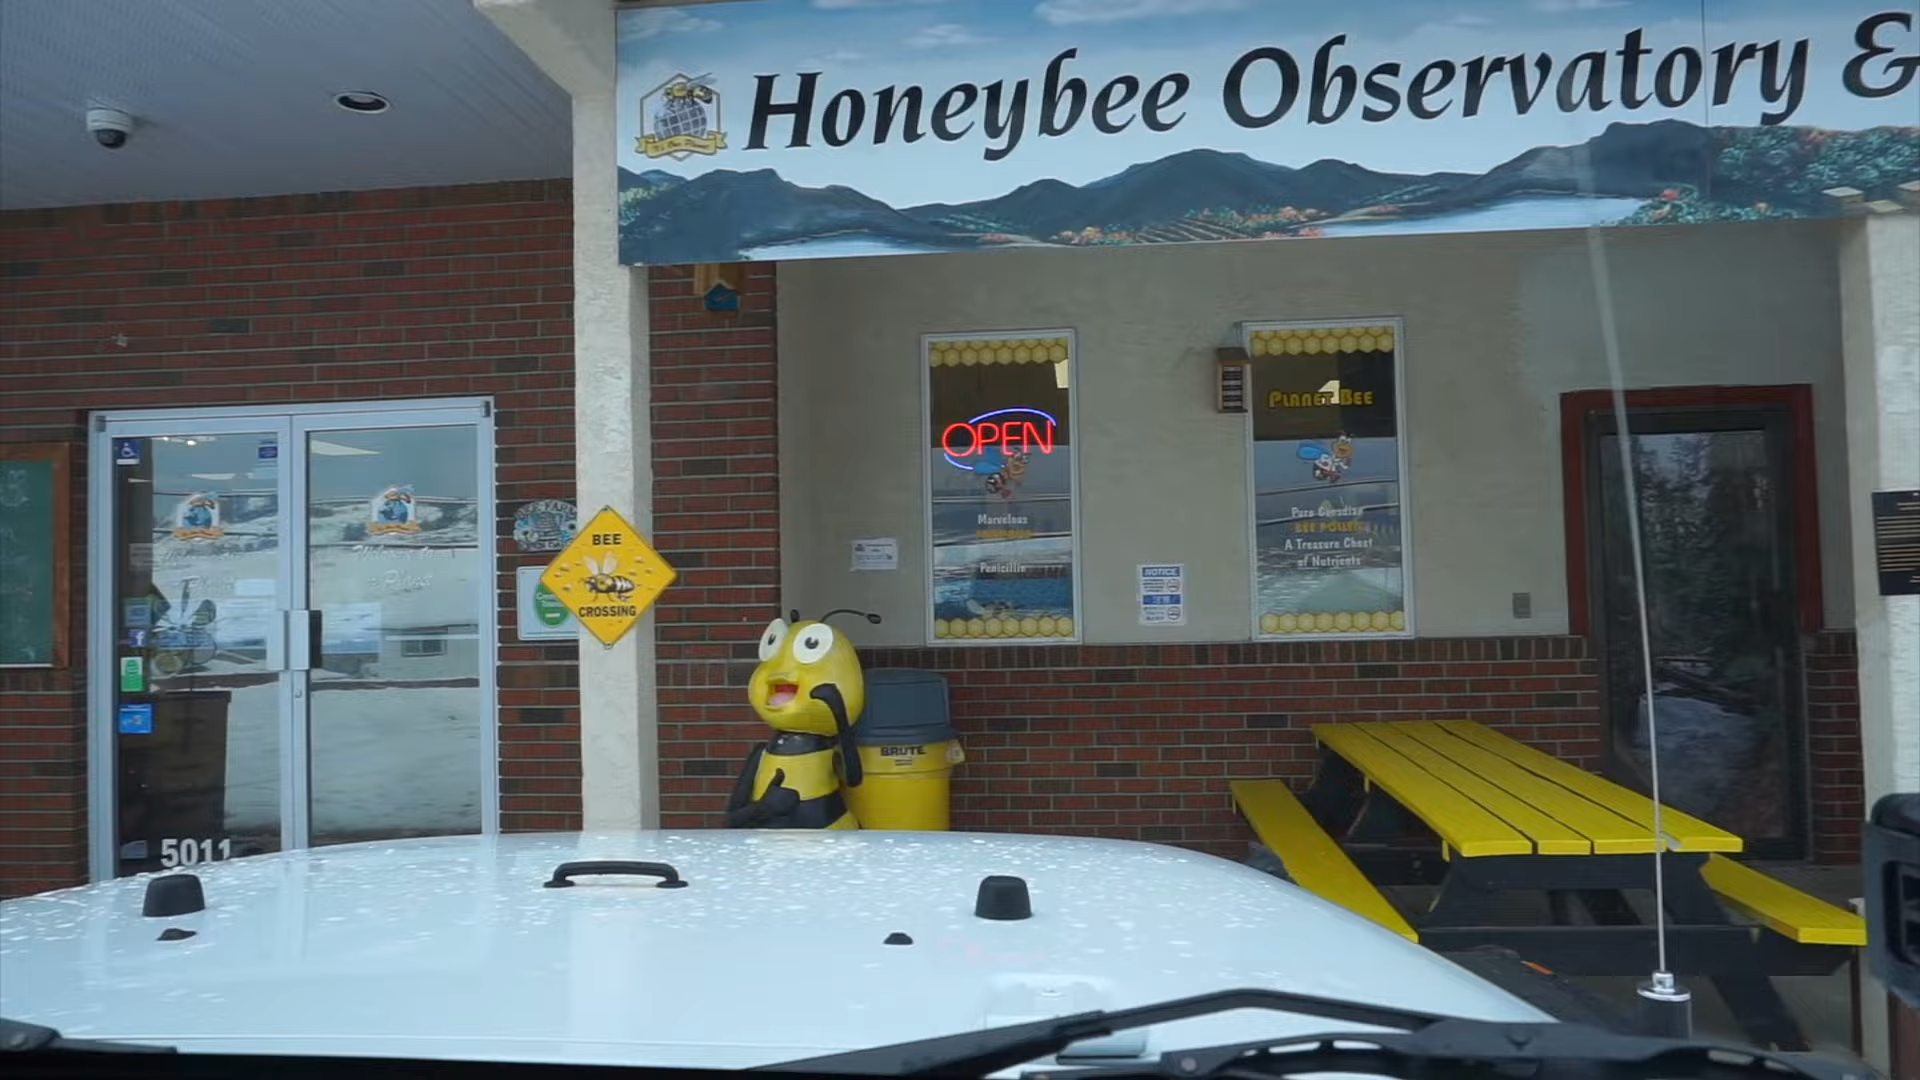 Honeybee Observatory &
OPEN
PLANET BEE
Marvelous
Penicillin
Pure Canadian
BEE POLLEN
A Treasure Chest
of Nutrients
BEE
CROSSING
NOTICE
BRUTE
5011